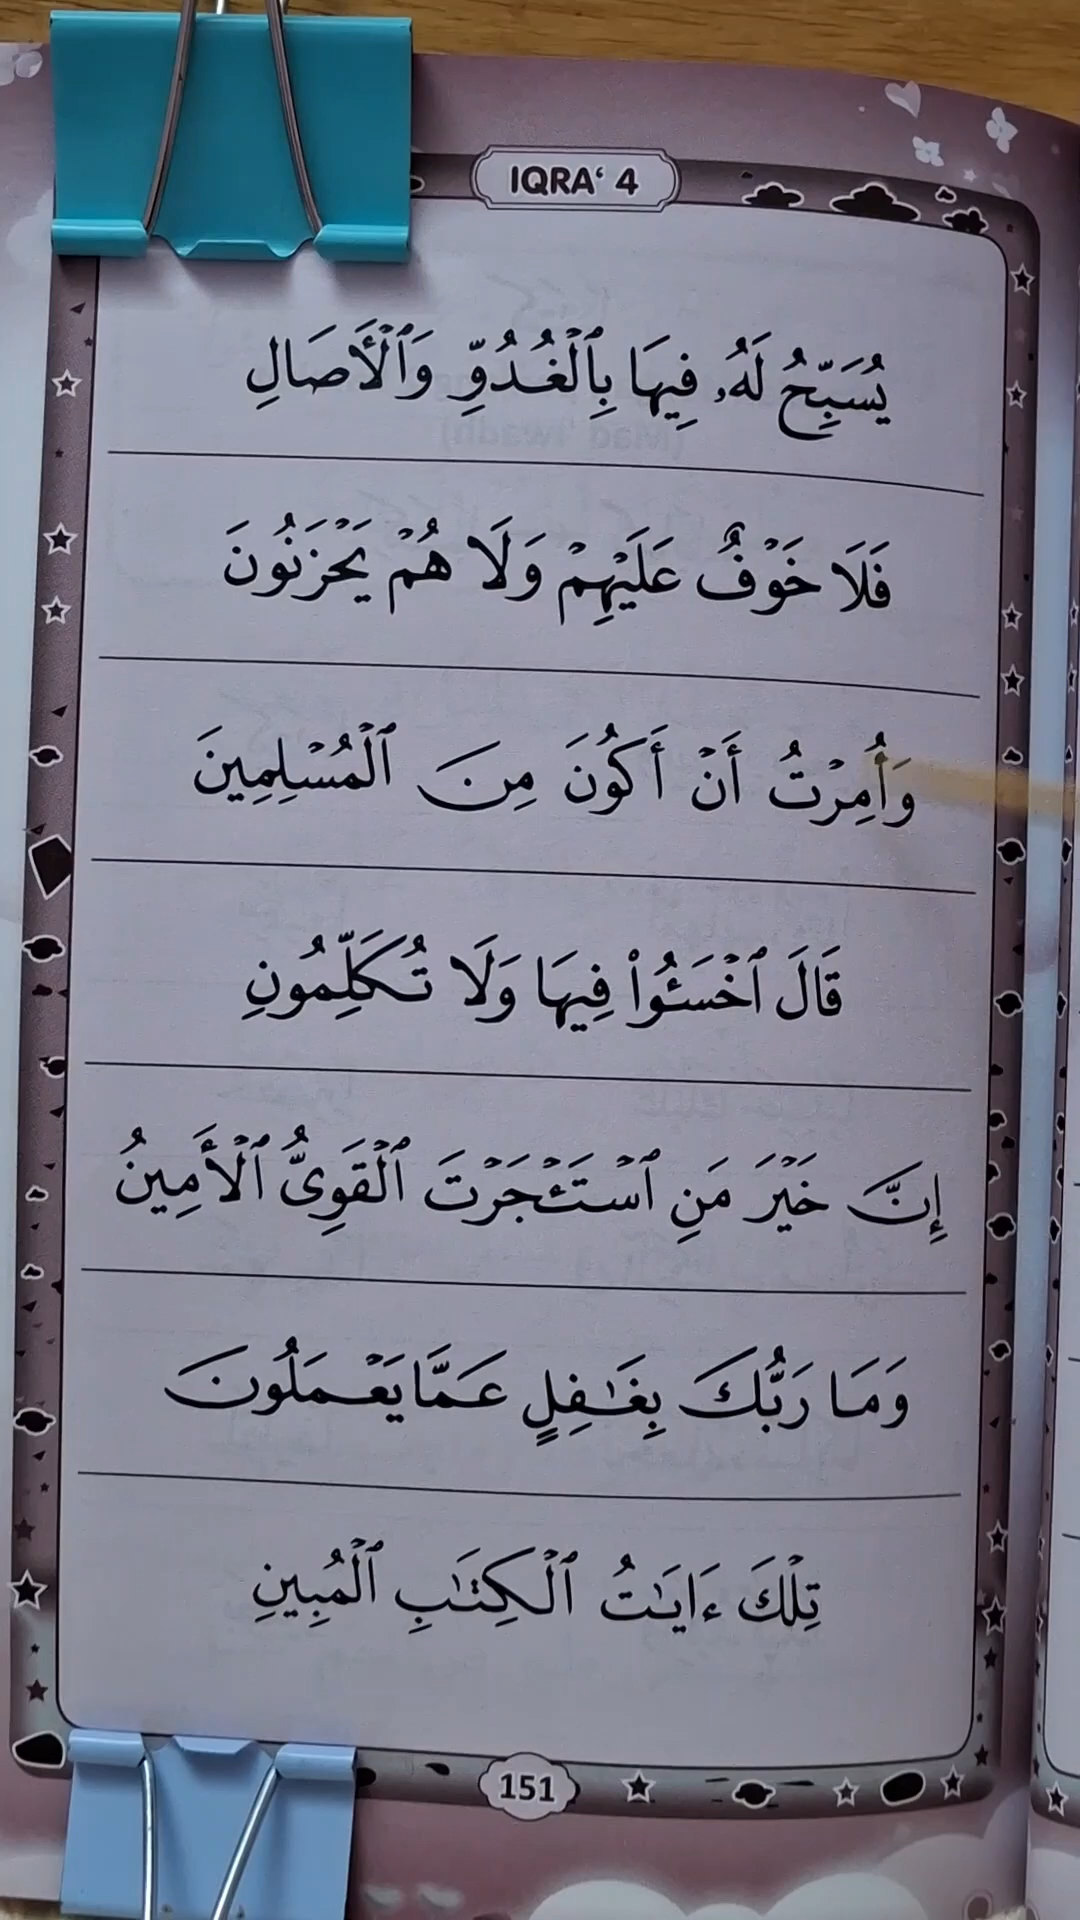 IQRA‘ 4
يُسَبِّحُ لَهُۥ فِيهَا بِٱلْغُدُوِّ وَٱلْأَصَالِ
فَلَا خَوْفٌ عَلَيْهِمْ وَلَا هُمْ يَحْزَنُونَ
وَأُمِرْتُ أَنْ أَكُونَ مِنَ ٱلْمُسْلِمِينَ
قَالَ ٱخْسَـُٔوا۟ فِيهَا وَلَا تُكَلِّمُونِ
إِنَّ خَيْرَ مَنِ ٱسْتَـْٔجَرْتَ ٱلْقَوِىُّ ٱلْأَمِينُ
وَمَا رَبُّكَ بِغَـٰفِلٍ عَمَّا يَعْمَلُونَ
تِلْكَ ءَايَـٰتُ ٱلْكِتَـٰبِ ٱلْمُبِينِ
151